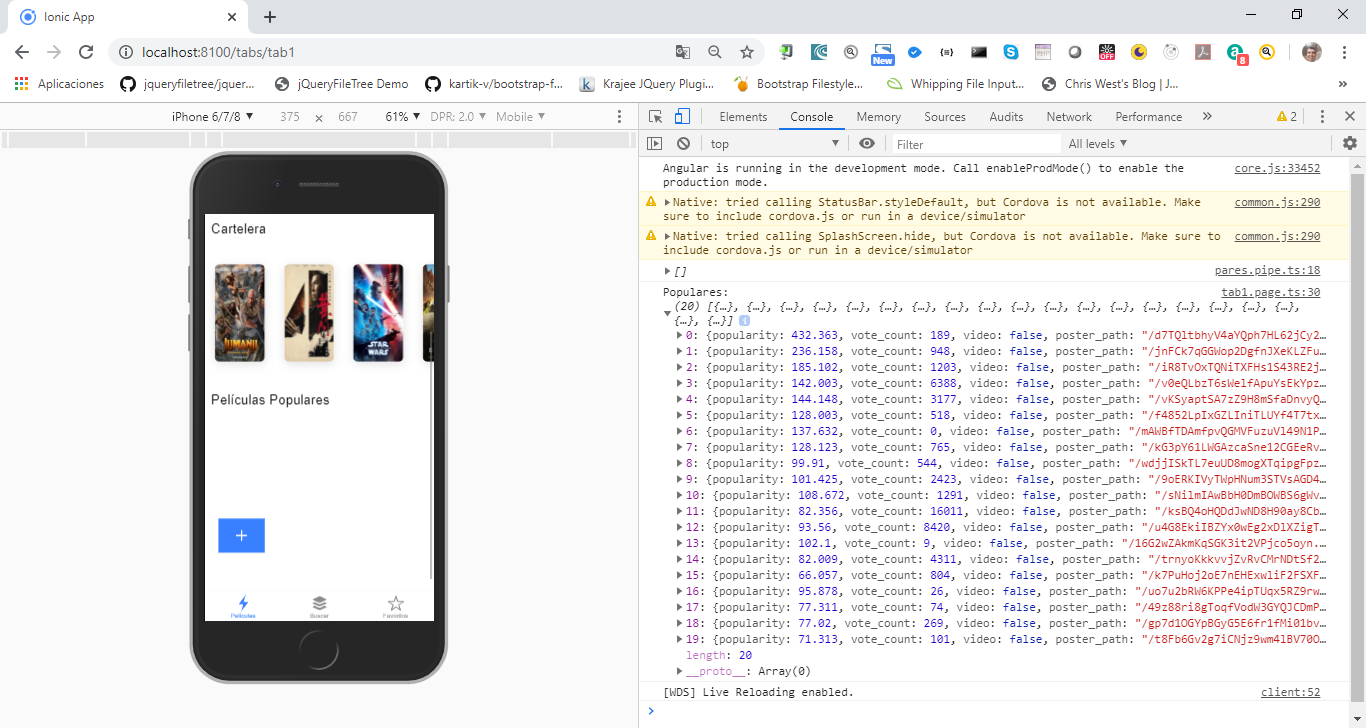 Ionic App
localhost:8100/tabs/tab1
New
OFF
8
Aplicaciones
jqueryfiletree/jquer...
jQueryFileTree Demo
kartik-v/bootstrap-f...
Krajee JQuery Plugi...
Bootstrap Filestyle...
Whipping File Input...
Chris West's Blog | J...
»
iPhone 6/7/8 ▼
375 × 667
61% ▼
DPR: 2.0 ▼
Mobile ▼
Elements
Console
Memory
Sources
Audits
Network
Performance
»
2
top
Filter
All levels ▼
Cartelera
JUMANJI
STAR WARS
Películas Populares
+
Películas
Buscar
Favoritos
Angular is running in the development mode. Call enableProdMode() to enable the production mode. core.js:33452
Native: tried calling StatusBar.styleDefault, but Cordova is not available. Make sure to include cordova.js or run in a device/simulator common.js:290
Native: tried calling SplashScreen.hide, but Cordova is not available. Make sure to include cordova.js or run in a device/simulator common.js:290
[] pares.pipe.ts:18
Populares: tab1.page.ts:30
(20) [{…}, {…}, {…}, {…}, {…}, {…}, {…}, {…}, {…}, {…}, {…}, {…}, {…}, {…}, {…}, {…}, {…}, {…}, {…}, {…}]
0: {popularity: 432.363, vote_count: 189, video: false, poster_path: "/d7TQltbhyV4aYQph7HL62jCy2…
1: {popularity: 236.158, vote_count: 948, video: false, poster_path: "/jnFCk7qGGWop2DgfnJXeKLZFu…
2: {popularity: 185.102, vote_count: 1203, video: false, poster_path: "/iR8TvOxTQNiTXFHs1S43RE2j…
3: {popularity: 142.003, vote_count: 6388, video: false, poster_path: "/v0eQLbzT6sWelfApuYsEkYpz…
4: {popularity: 144.148, vote_count: 3177, video: false, poster_path: "/vKSyaptSA7zZ9H8mSfaDnvyQ…
5: {popularity: 128.003, vote_count: 518, video: false, poster_path: "/f4852LpIxGZLIniTLUYf4T7tx…
6: {popularity: 137.632, vote_count: 0, video: false, poster_path: "/mAWBfTDAmfpvQGMVFuzuVl49N1P…
7: {popularity: 128.123, vote_count: 765, video: false, poster_path: "/kG3pY61LWGAzcaSne12CGEeRv…
8: {popularity: 99.91, vote_count: 544, video: false, poster_path: "/wdjjISkTL7euUD8mogXTqipgFpz…
9: {popularity: 101.425, vote_count: 2423, video: false, poster_path: "/9oERKIVyTWpHNum3STVsAGD4…
10: {popularity: 108.672, vote_count: 1291, video: false, poster_path: "/sNilmIAwBbH0DmBOWBS6gWv…
11: {popularity: 82.356, vote_count: 16011, video: false, poster_path: "/ksBQ4oHQDdJwND8H90ay8Cb…
12: {popularity: 93.56, vote_count: 8420, video: false, poster_path: "/u4G8EkiIBZYx0wEg2xDlXZigT…
13: {popularity: 102.1, vote_count: 9, video: false, poster_path: "/16G2wZAkmKqSGK3it2VPjco5oyn.…
14: {popularity: 82.009, vote_count: 4311, video: false, poster_path: "/trnyoKkkvvjZvRvCMrNDtSf2…
15: {popularity: 66.057, vote_count: 804, video: false, poster_path: "/k7PuHoj2oE7nEHExwliF2FSXF…
16: {popularity: 95.878, vote_count: 26, video: false, poster_path: "/uo7u2bRW6KPPe4ipTUqx5RZ9rw…
17: {popularity: 77.311, vote_count: 74, video: false, poster_path: "/49z88ri8gToqfVodW3GYQJCDmP…
18: {popularity: 77.02, vote_count: 269, video: false, poster_path: "/gp7d1OGYpBGyG5E6fr1fMi01bv…
19: {popularity: 71.313, vote_count: 101, video: false, poster_path: "/t8Fb6Gv2g7iCNjz9wm4lBV70O…
length: 20
__proto__: Array(0)
[WDS] Live Reloading enabled. client:52